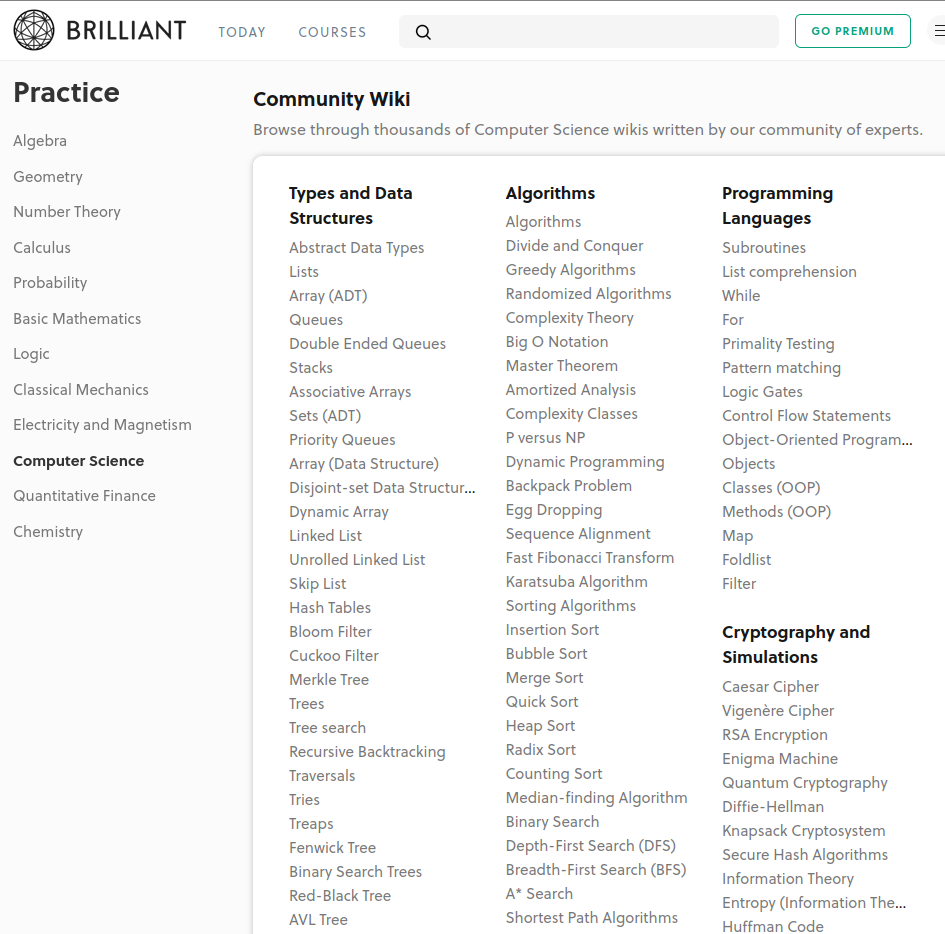 BRILLIANT
TODAY
COURSES
GO PREMIUM
Practice
Algebra
Geometry
Number Theory
Calculus
Probability
Basic Mathematics
Logic
Classical Mechanics
Electricity and Magnetism
Computer Science
Quantitative Finance
Chemistry
Community Wiki
Browse through thousands of Computer Science wikis written by our community of experts.
Types and Data
Structures
Abstract Data Types
Lists
Array (ADT)
Queues
Double Ended Queues
Stacks
Associative Arrays
Sets (ADT)
Priority Queues
Array (Data Structure)
Disjoint-set Data Structur...
Dynamic Array
Linked List
Unrolled Linked List
Skip List
Hash Tables
Bloom Filter
Cuckoo Filter
Merkle Tree
Trees
Tree search
Recursive Backtracking
Traversals
Tries
Treaps
Fenwick Tree
Binary Search Trees
Red-Black Tree
AVL Tree
Algorithms
Algorithms
Divide and Conquer
Greedy Algorithms
Randomized Algorithms
Complexity Theory
Big O Notation
Master Theorem
Amortized Analysis
Complexity Classes
P versus NP
Dynamic Programming
Backpack Problem
Egg Dropping
Sequence Alignment
Fast Fibonacci Transform
Karatsuba Algorithm
Sorting Algorithms
Insertion Sort
Bubble Sort
Merge Sort
Quick Sort
Heap Sort
Radix Sort
Counting Sort
Median-finding Algorithm
Binary Search
Depth-First Search (DFS)
Breadth-First Search (BFS)
A* Search
Shortest Path Algorithms
Programming
Languages
Subroutines
List comprehension
While
For
Primality Testing
Pattern matching
Logic Gates
Control Flow Statements
Object-Oriented Program...
Objects
Classes (OOP)
Methods (OOP)
Map
Foldlist
Filter
Cryptography and
Simulations
Caesar Cipher
Vigenère Cipher
RSA Encryption
Enigma Machine
Quantum Cryptography
Diffie-Hellman
Knapsack Cryptosystem
Secure Hash Algorithms
Information Theory
Entropy (Information The...
Huffman Code